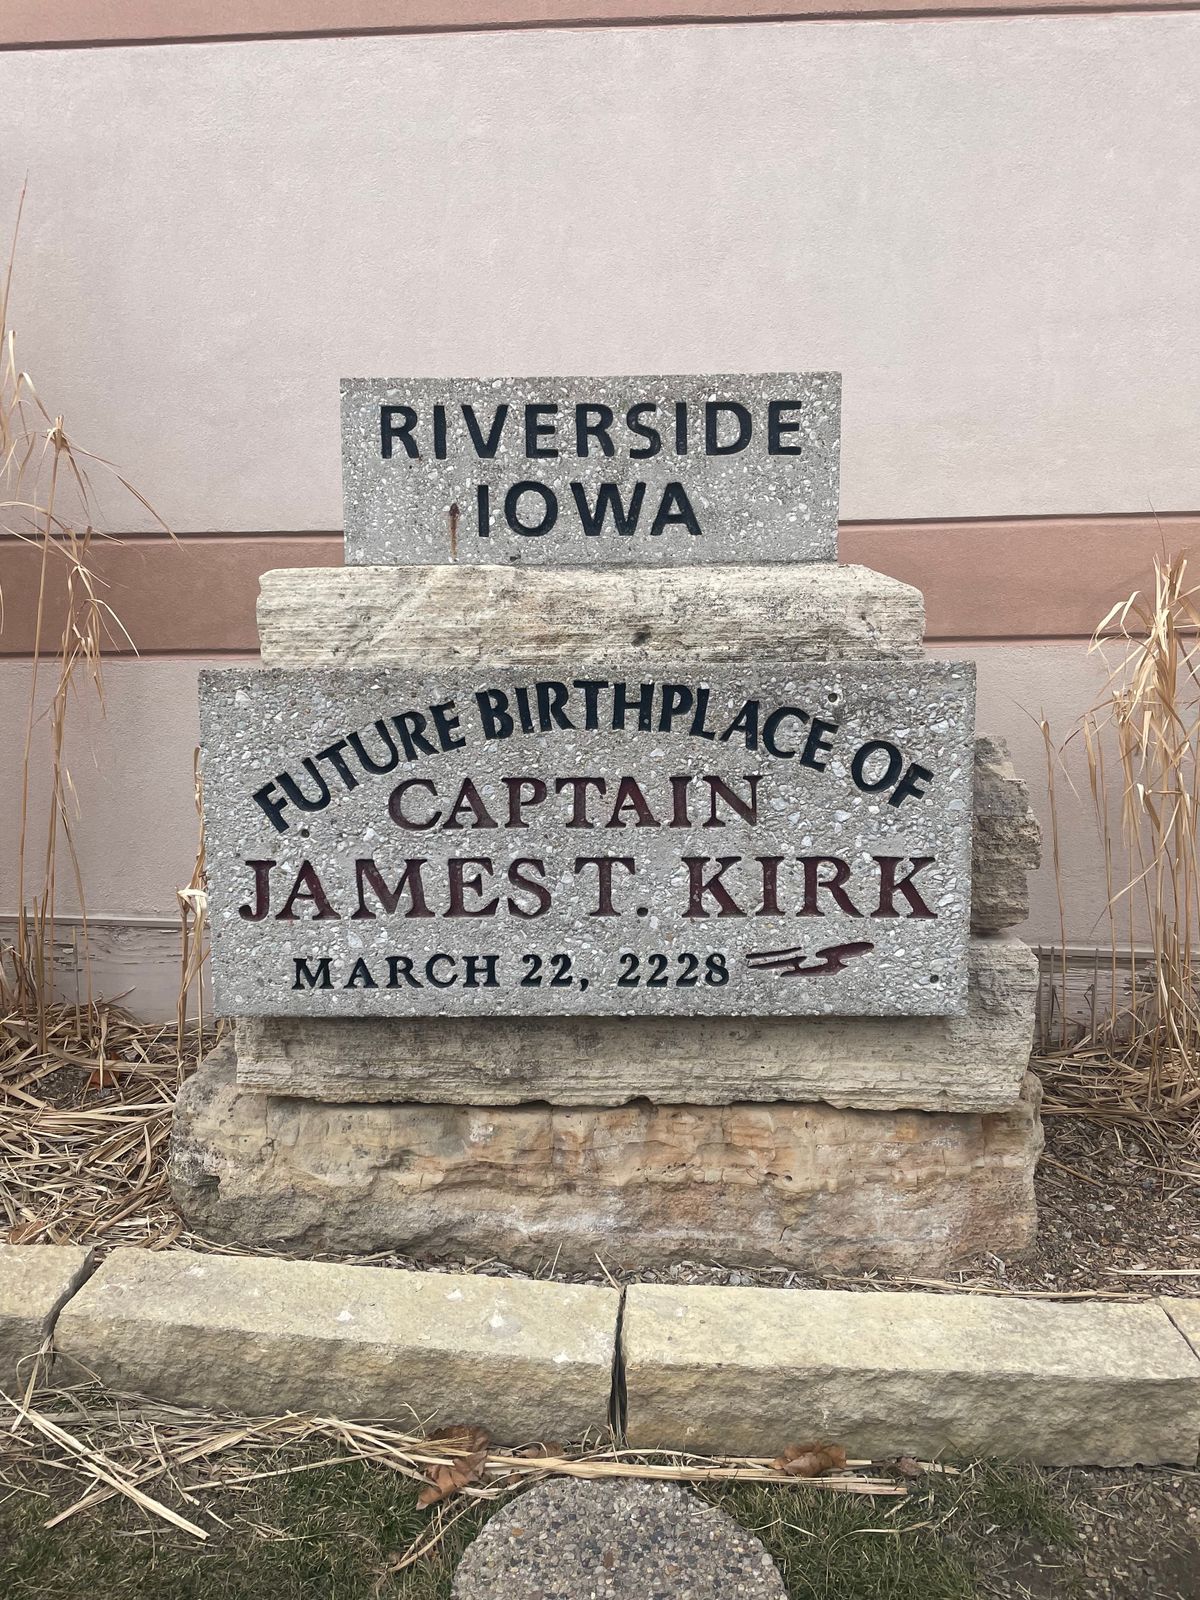 RIVERSIDE
IOWA
FUTURE BIRTHPLACE OF
CAPTAIN
JAMES T. KIRK
MARCH 22, 2228